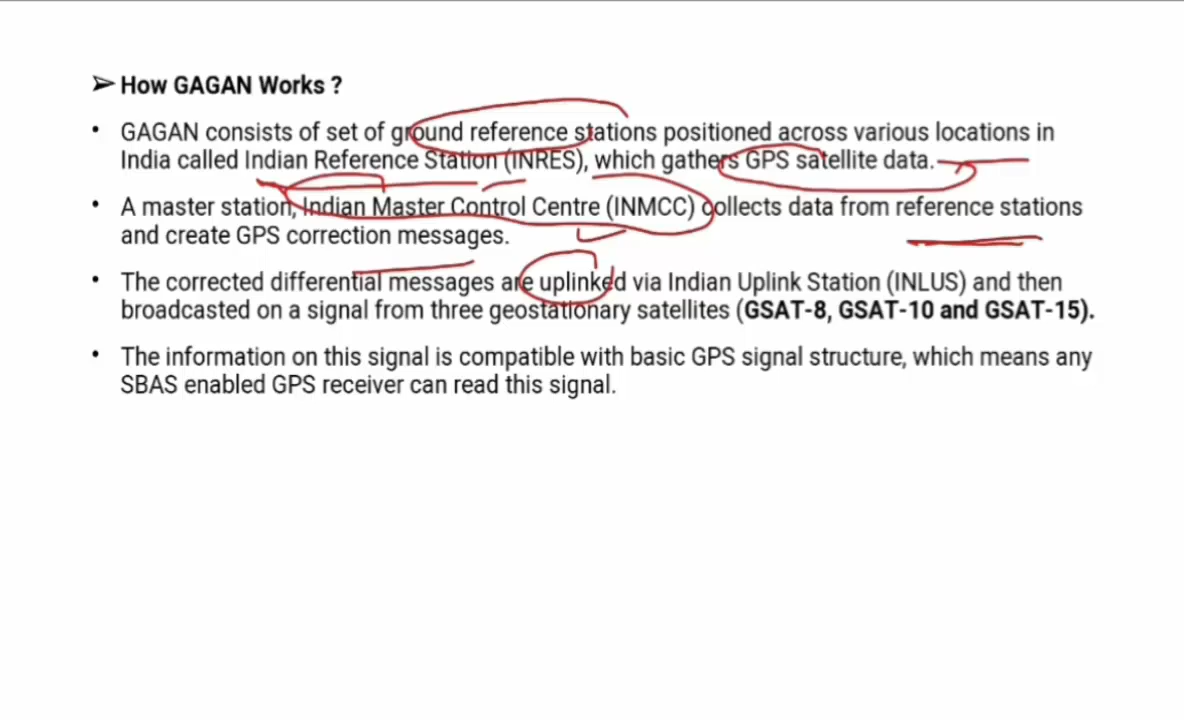 ➢ How GAGAN Works ?
• GAGAN consists of set of ground reference stations positioned across various locations in
India called Indian Reference Station (INRES), which gathers GPS satellite data.
• A master station, Indian Master Control Centre (INMCC) collects data from reference stations
and create GPS correction messages.
• The corrected differential messages are uplinked via Indian Uplink Station (INLUS) and then
broadcasted on a signal from three geostationary satellites (GSAT-8, GSAT-10 and GSAT-15).
• The information on this signal is compatible with basic GPS signal structure, which means any
SBAS enabled GPS receiver can read this signal.